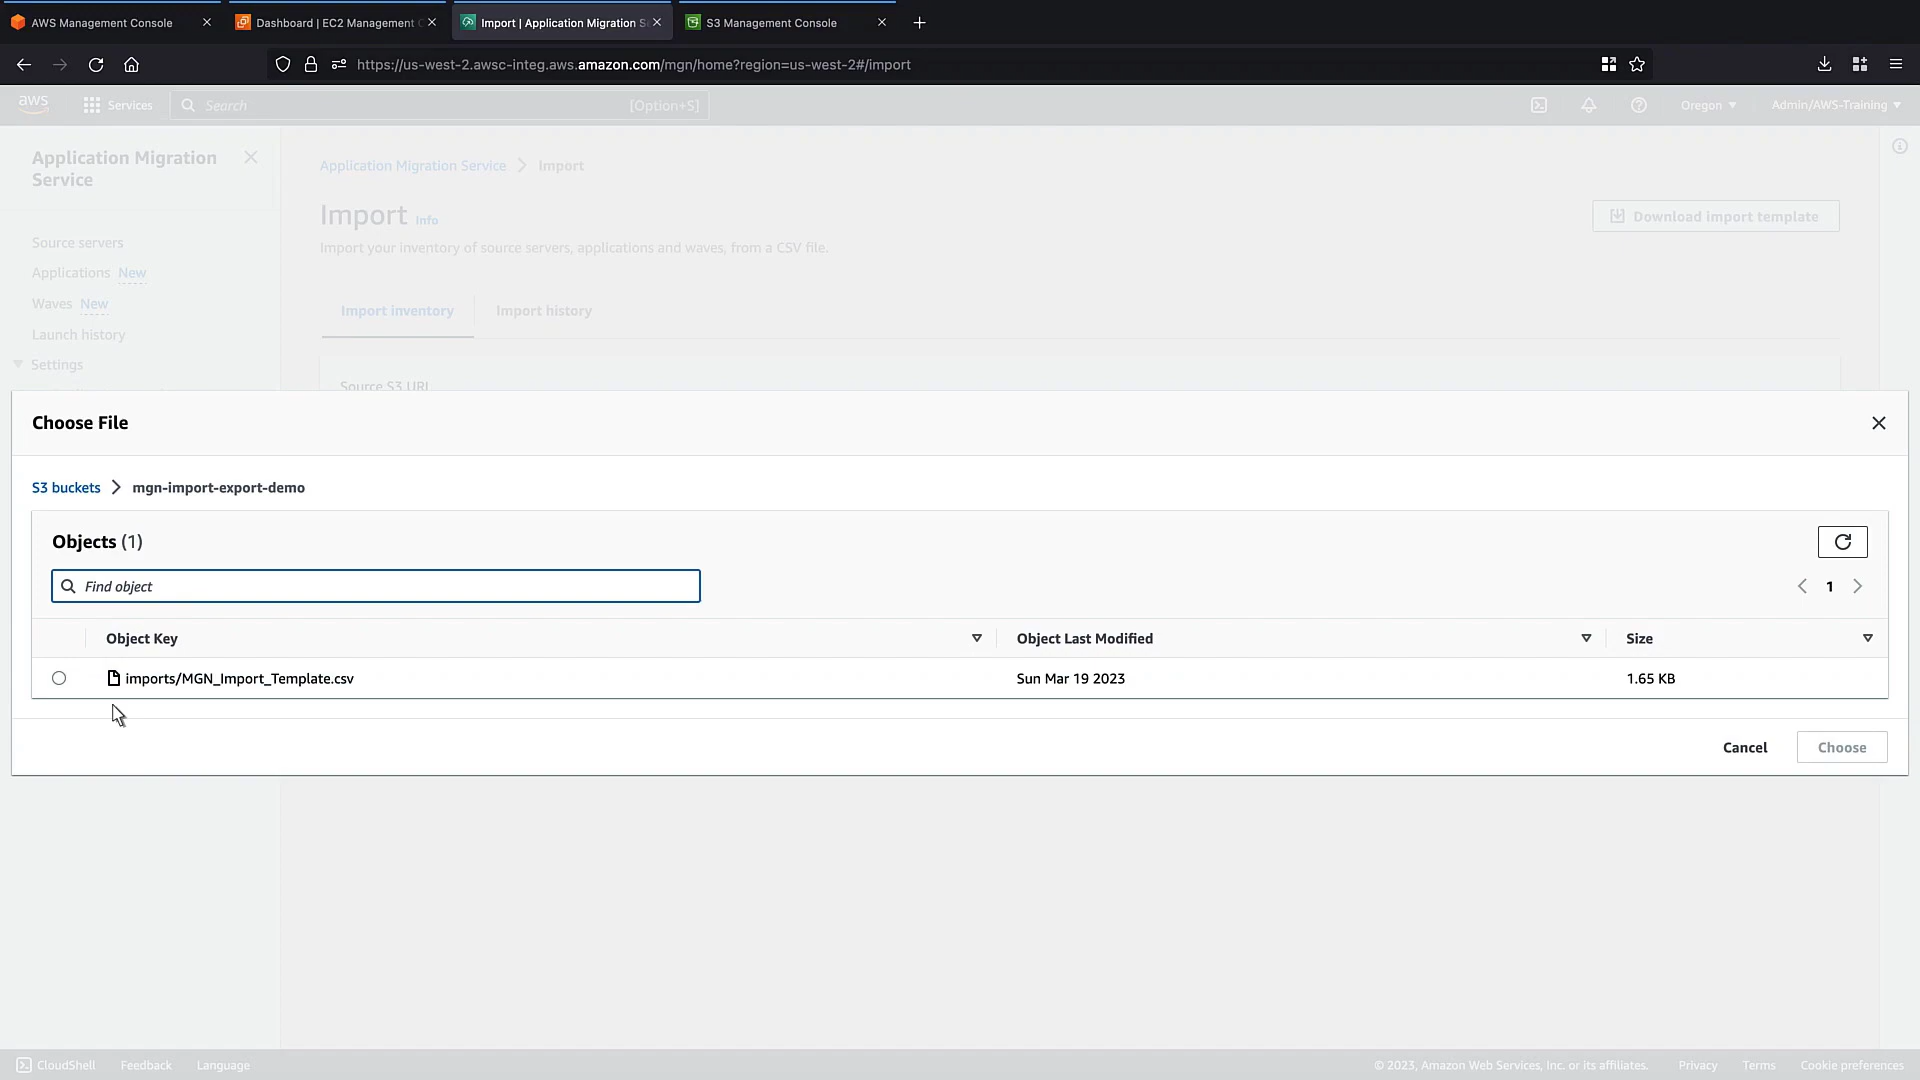 AWS Management Console
Dashboard | EC2 Management C
Import | Application Migration Se
S3 Management Console
https://us-west-2.awsc-integ.aws.amazon.com/mgn/home?region=us-west-2#/import
aws
Services
Search
[Option+S]
Oregon
Admin/AWS-Training
Application Migration
Service
Source servers
Applications New
Waves New
Launch history
Settings
Application Migration Service > Import
Import Info
Download import template
Import your inventory of source servers, applications and waves, from a CSV file.
Import inventory
Import history
Source S3 URL
Choose File
S3 buckets > mgn-import-export-demo
Objects (1)
Find object
1
Object Key
Object Last Modified
Size
imports/MGN_Import_Template.csv
Sun Mar 19 2023
1.65 KB
Cancel
Choose
CloudShell
Feedback
Language
© 2023, Amazon Web Services, Inc. or its affiliates.
Privacy
Terms
Cookie preferences